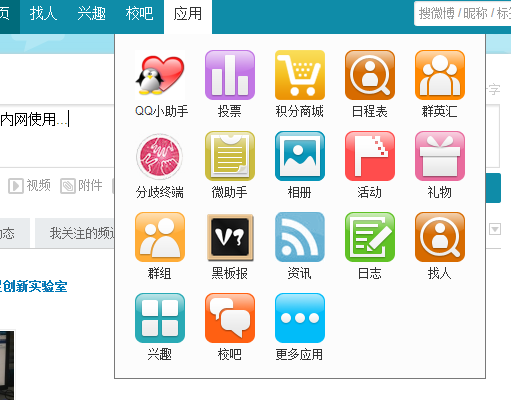 页 找人 兴趣 校吧 应用 搜微博 / 昵称 / 标签
字
内网使用...
视频 附件
动态 我关注的频道
创新实验室
QQ小助手 投票 积分商城 日程表 群英汇
分歧终端 微助手 相册 活动 礼物
V?
群组 黑板报 资讯 日志 找人
兴趣 校吧 更多应用